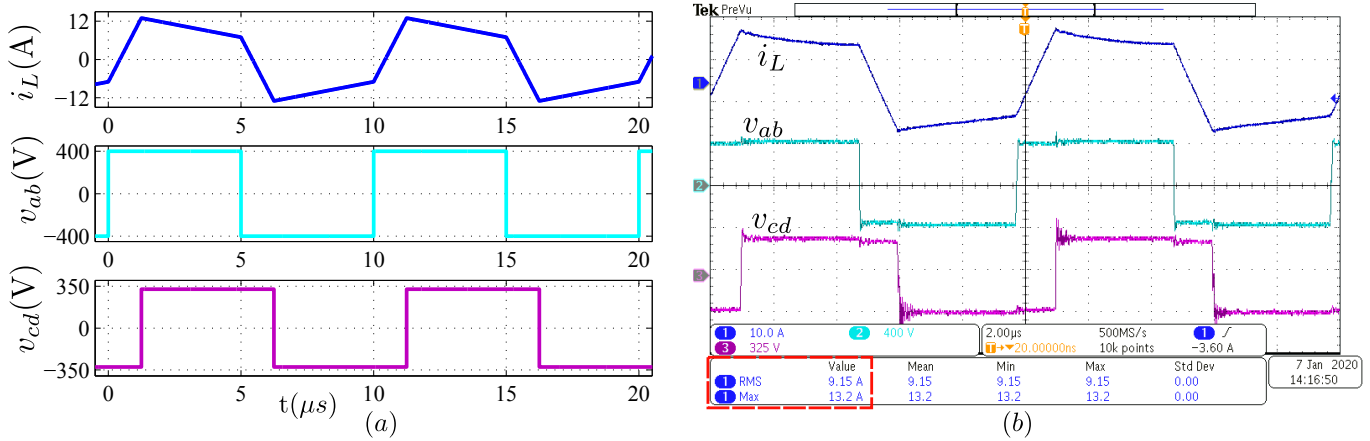 i_L(A)
12
0
−12
0
5
10
15
20
v_ab(V)
400
0
−400
0
5
10
15
20
v_cd(V)
350
0
−350
0
5
10
15
20
t(μs)
(a)
Tek PreVu
T
T
1
i_L
v_ab
2
v_cd
3
1 10.0 A 2 400 V
3 325 V
2.00μs 500MS/s 1
T→▼20.00000ns 10k points −3.60 A
Value Mean Min Max Std Dev
1 RMS 9.15 A 9.15 9.15 9.15 0.00
1 Max 13.2 A 13.2 13.2 13.2 0.00
7 Jan 2020
14:16:50
(b)